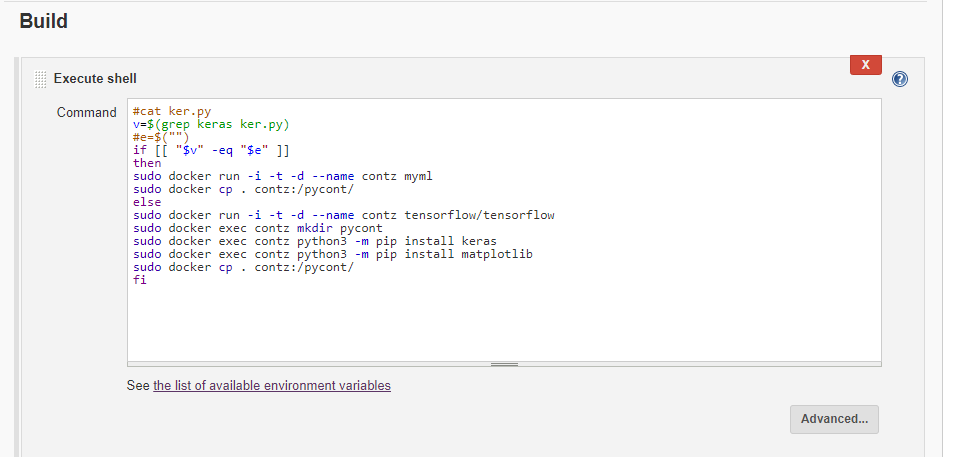 Build
X
Execute shell
?
Command
#cat ker.py
v=$(grep keras ker.py)
#e=$("")
if [[ "$v" -eq "$e" ]]
then
sudo docker run -i -t -d --name contz myml
sudo docker cp . contz:/pycont/
else
sudo docker run -i -t -d --name contz tensorflow/tensorflow
sudo docker exec contz mkdir pycont
sudo docker exec contz python3 -m pip install keras
sudo docker exec contz python3 -m pip install matplotlib
sudo docker cp . contz:/pycont/
fi
See the list of available environment variables
Advanced...